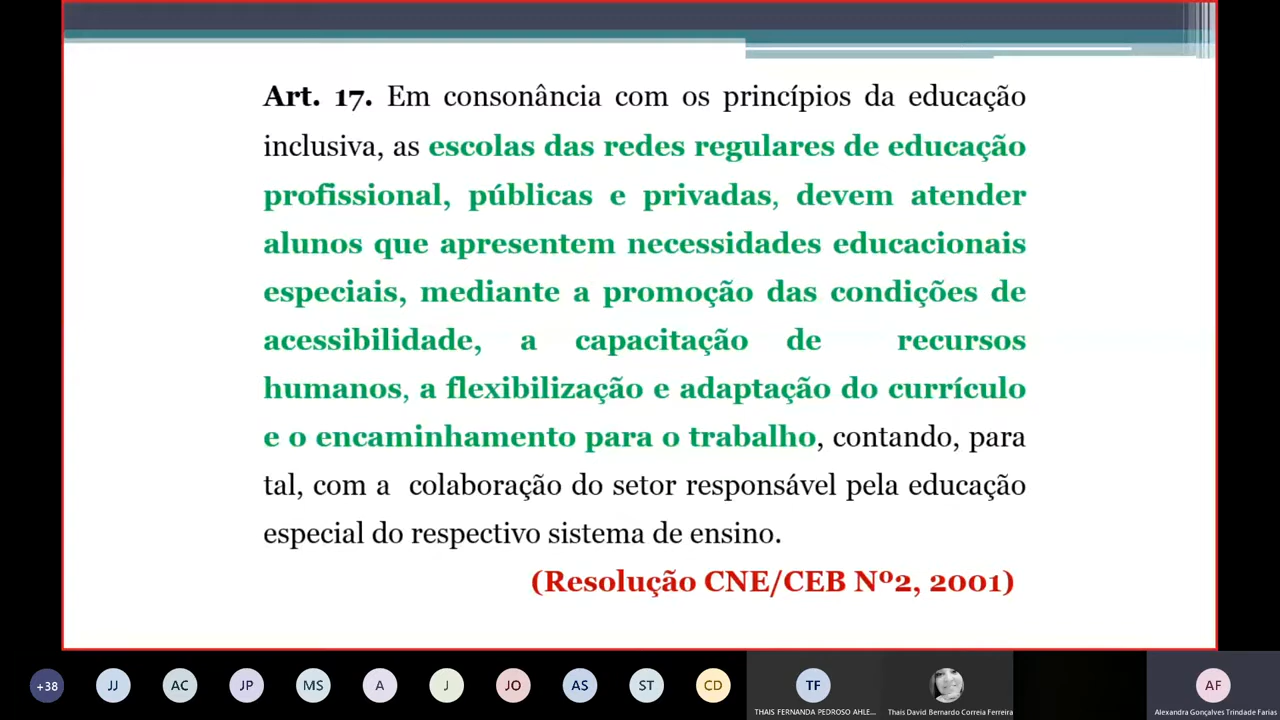 Art. 17. Em consonância com os princípios da educação
inclusiva, as escolas das redes regulares de educação
profissional, públicas e privadas, devem atender
alunos que apresentem necessidades educacionais
especiais, mediante a promoção das condições de
acessibilidade, a capacitação de recursos
humanos, a flexibilização e adaptação do currículo
e o encaminhamento para o trabalho, contando, para
tal, com a colaboração do setor responsável pela educação
especial do respectivo sistema de ensino.
(Resolução CNE/CEB Nº2, 2001)
+38 JJ AC JP MS A J JO AS ST CD TF AF
THAIS FERNANDA PEDROSO AHLE... Thais David Bernardo Correia Ferreira Alexandra Gonçalves Trindade Farias